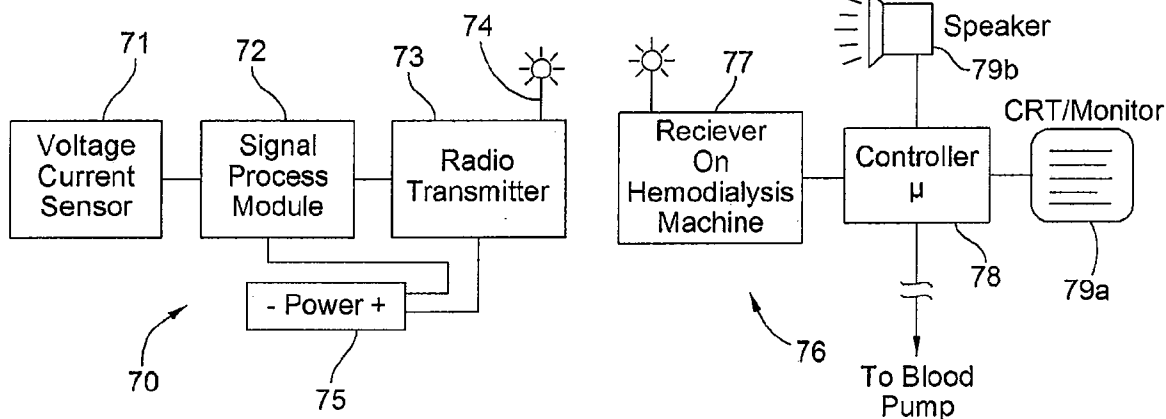 71
72
73
74
Voltage
Current
Sensor
Signal
Process
Module
Radio
Transmitter
- Power +
70
75
77
Reciever
On
Hemodialysis
Machine
Speaker
79b
Controller
µ
CRT/Monitor
78
79a
76
To Blood
Pump